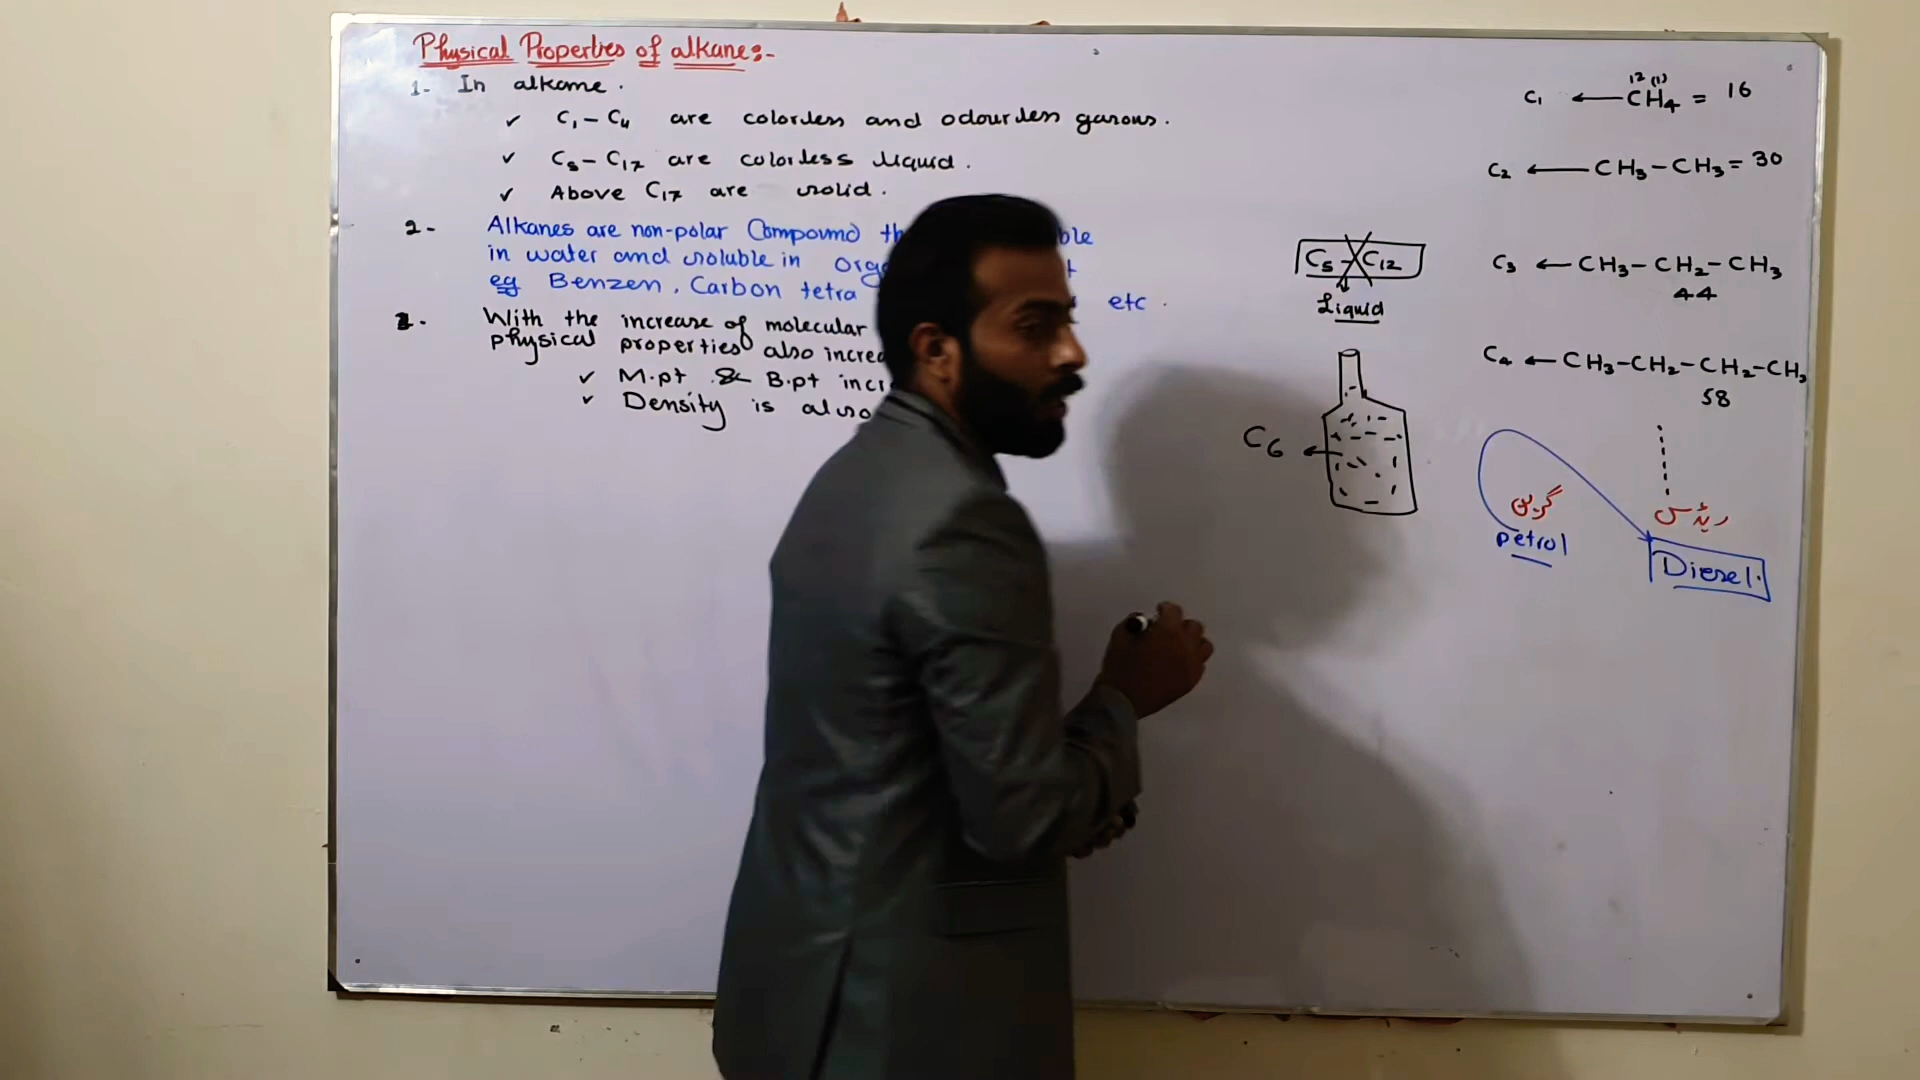 Physical Properties of alkane:-
1- In alkane.
✓ C₁ - C₄ are colorless and odourless gasous.
✓ C₅ - C₁₇ are colorless liquid.
✓ Above C₁₇ are solid.
2- Alkanes are non-polar Compound th ble
in water and soluble in orga
eg Benzen, Carbon tetra etc.
With the increase of molecular
physical properties also increa
✓ M.pt & B.pt incr
✓ Density is also
12 (1)
C₁ ← CH₄ = 16
C₂ ← CH₃-CH₃ = 30
C₃ ← CH₃-CH₂-CH₃
44
C₄ ← CH₃-CH₂-CH₂-CH₃
58
C₅ - C₁₂
Liquid
C6
petrol
Diesel.